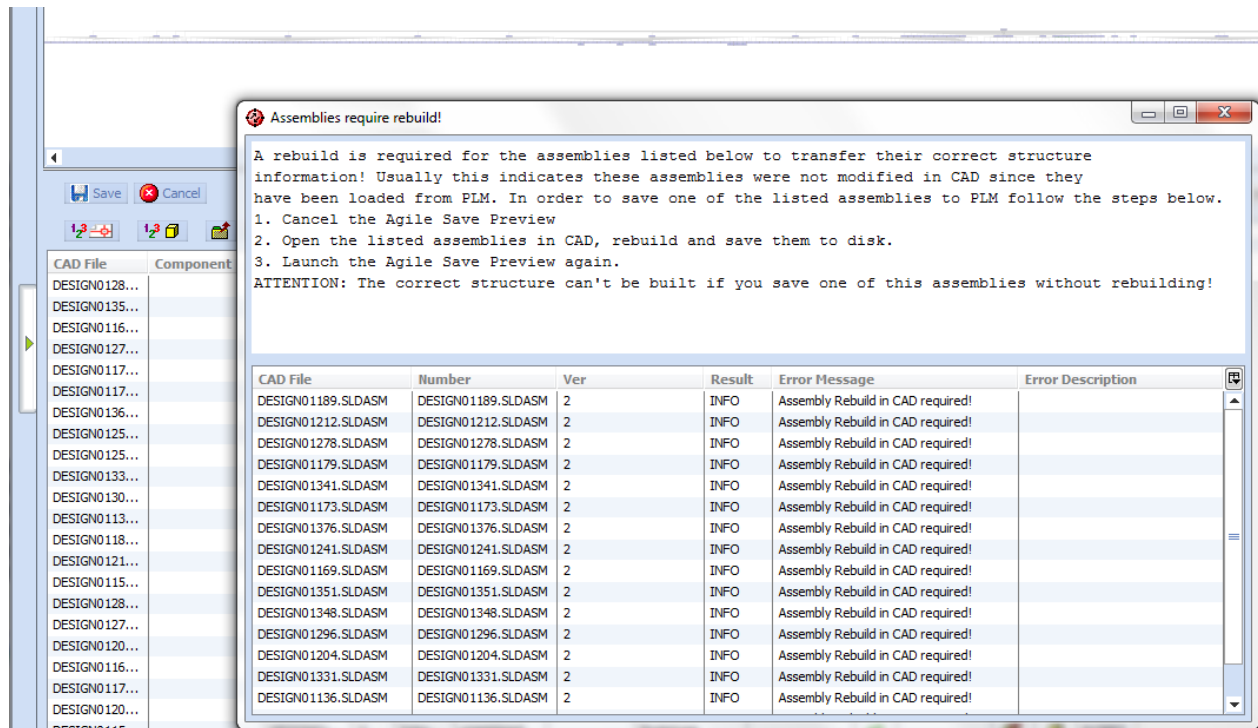 Assemblies require rebuild!
A rebuild is required for the assemblies listed below to transfer their correct structure
information! Usually this indicates these assemblies were not modified in CAD since they
have been loaded from PLM. In order to save one of the listed assemblies to PLM follow the steps below.
1. Cancel the Agile Save Preview
2. Open the listed assemblies in CAD, rebuild and save them to disk.
3. Launch the Agile Save Preview again.
ATTENTION: The correct structure can't be built if you save one of this assemblies without rebuilding!
Save Cancel
CAD File Component
DESIGN0128...
DESIGN0135...
DESIGN0116...
DESIGN0127...
DESIGN0117...
DESIGN0117...
DESIGN0136...
DESIGN0125...
DESIGN0125...
DESIGN0133...
DESIGN0130...
DESIGN0113...
DESIGN0118...
DESIGN0121...
DESIGN0115...
DESIGN0128...
DESIGN0127...
DESIGN0120...
DESIGN0116...
DESIGN0117...
DESIGN0120...
CAD File Number Ver Result Error Message Error Description
DESIGN01189.SLDASM DESIGN01189.SLDASM 2 INFO Assembly Rebuild in CAD required!
DESIGN01212.SLDASM DESIGN01212.SLDASM 2 INFO Assembly Rebuild in CAD required!
DESIGN01278.SLDASM DESIGN01278.SLDASM 2 INFO Assembly Rebuild in CAD required!
DESIGN01179.SLDASM DESIGN01179.SLDASM 2 INFO Assembly Rebuild in CAD required!
DESIGN01341.SLDASM DESIGN01341.SLDASM 2 INFO Assembly Rebuild in CAD required!
DESIGN01173.SLDASM DESIGN01173.SLDASM 2 INFO Assembly Rebuild in CAD required!
DESIGN01376.SLDASM DESIGN01376.SLDASM 2 INFO Assembly Rebuild in CAD required!
DESIGN01241.SLDASM DESIGN01241.SLDASM 2 INFO Assembly Rebuild in CAD required!
DESIGN01169.SLDASM DESIGN01169.SLDASM 2 INFO Assembly Rebuild in CAD required!
DESIGN01351.SLDASM DESIGN01351.SLDASM 2 INFO Assembly Rebuild in CAD required!
DESIGN01348.SLDASM DESIGN01348.SLDASM 2 INFO Assembly Rebuild in CAD required!
DESIGN01296.SLDASM DESIGN01296.SLDASM 2 INFO Assembly Rebuild in CAD required!
DESIGN01204.SLDASM DESIGN01204.SLDASM 2 INFO Assembly Rebuild in CAD required!
DESIGN01331.SLDASM DESIGN01331.SLDASM 2 INFO Assembly Rebuild in CAD required!
DESIGN01136.SLDASM DESIGN01136.SLDASM 2 INFO Assembly Rebuild in CAD required!